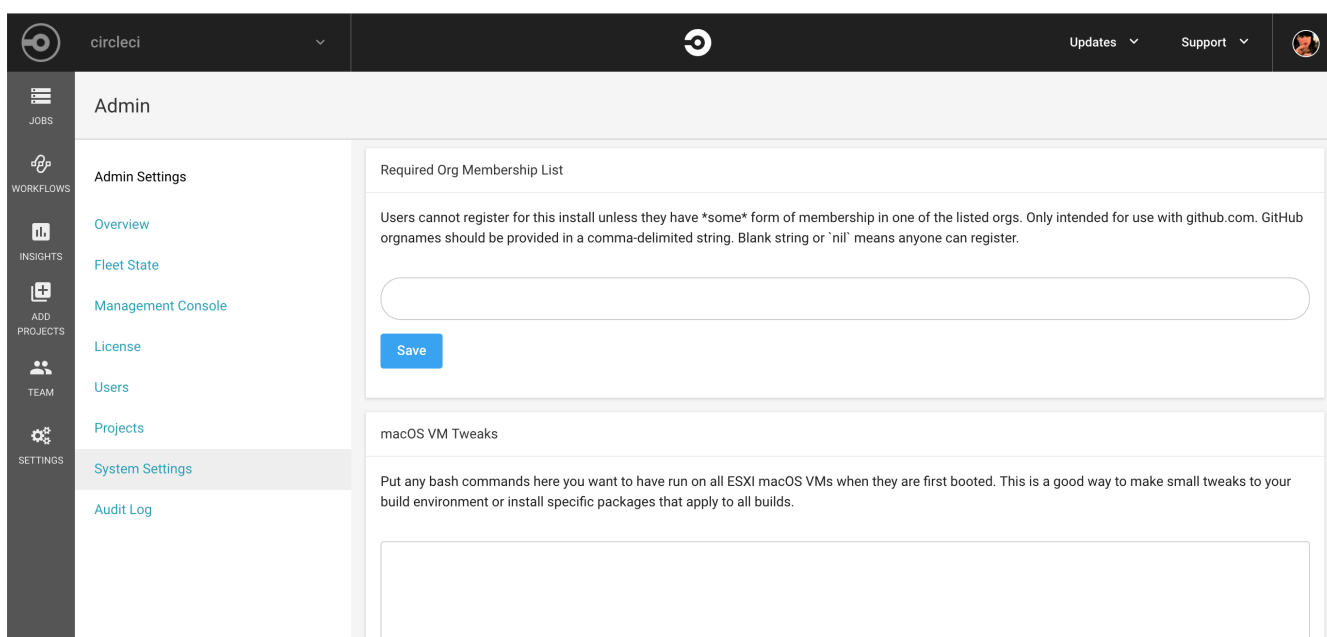 circleci
Updates
Support
JOBS
WORKFLOWS
INSIGHTS
ADD
PROJECTS
TEAM
SETTINGS
Admin
Admin Settings
Overview
Fleet State
Management Console
License
Users
Projects
System Settings
Audit Log
Required Org Membership List
Users cannot register for this install unless they have *some* form of membership in one of the listed orgs. Only intended for use with github.com. GitHub
orgnames should be provided in a comma-delimited string. Blank string or `nil` means anyone can register.
Save
macOS VM Tweaks
Put any bash commands here you want to have run on all ESXI macOS VMs when they are first booted. This is a good way to make small tweaks to your
build environment or install specific packages that apply to all builds.